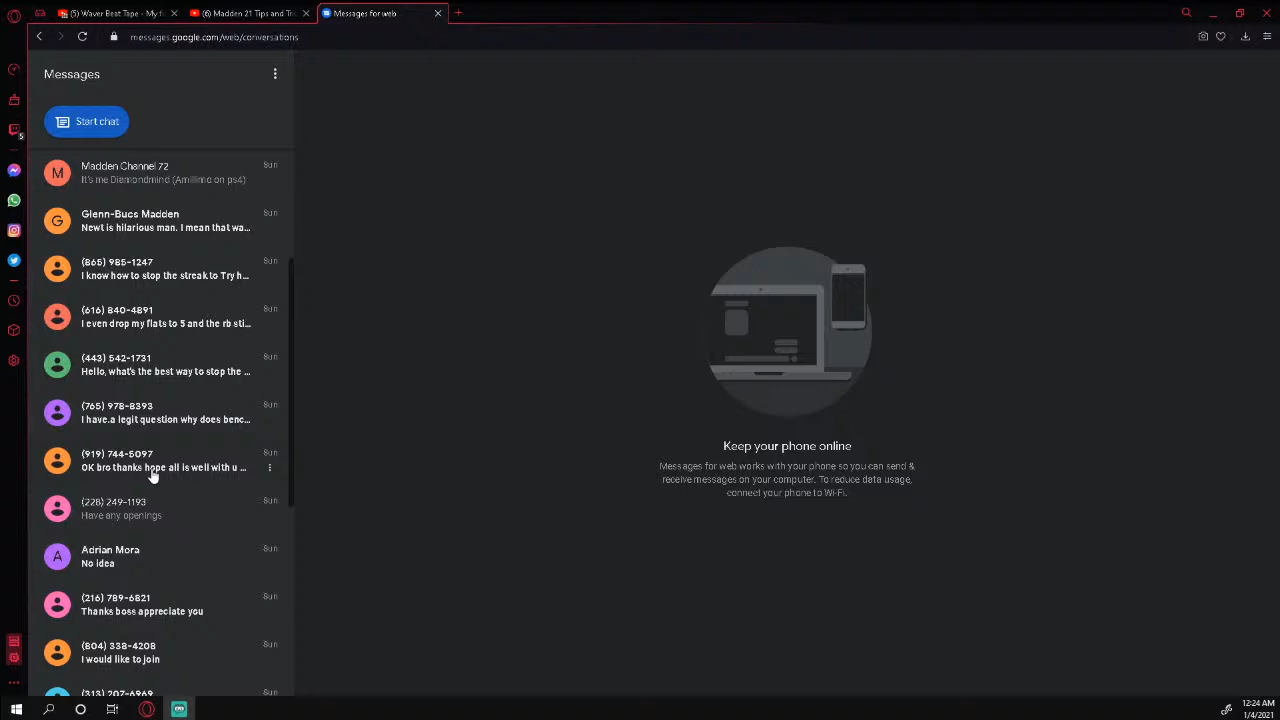 (5) Waver Beat Tape - My fi
(6) Madden 21 Tips and Tri
Messages for web
messages.google.com/web/conversations
Messages
Start chat
Madden Channel 72
Sun
It's me Diamondmind (Amillmo on ps4)
Glenn-Bucs Madden
Sun
Newt is hilarious man. I mean that wa...
(865) 985-1247
Sun
I know how to stop the streak to Try h...
(616) 840-4891
Sun
I even drop my flats to 5 and the rb sti...
(443) 542-1731
Sun
Hello, what's the best way to stop the ...
(765) 978-8393
Sun
I have.a legit question why does benc...
(919) 744-5097
Sun
OK bro thanks hope all is well with u ...
(228) 249-1193
Sun
Have any openings
Adrian Mora
Sun
No idea
(216) 789-6821
Sun
Thanks boss appreciate you
(804) 338-4208
Sun
I would like to join
(313) 207-6969
Sun
Keep your phone online
Messages for web works with your phone so you can send &
receive messages on your computer. To reduce data usage,
connect your phone to Wi-Fi.
5
12:24 AM
1/4/2021